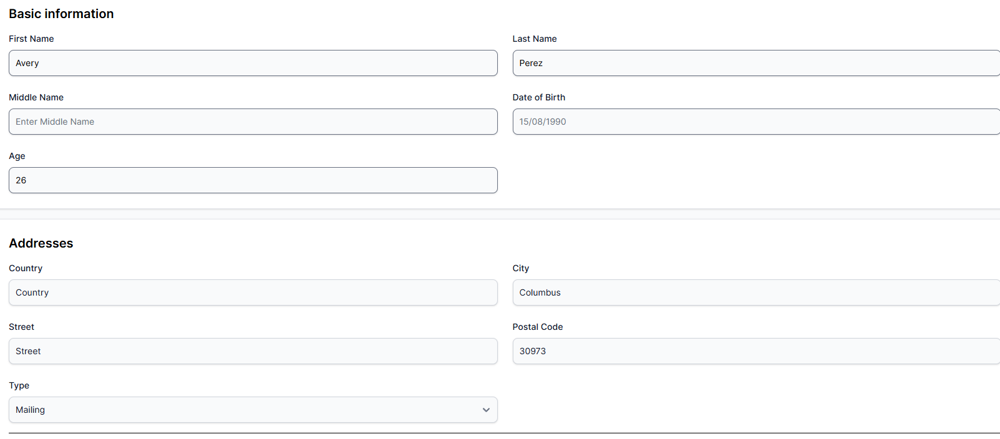 Basic information
First Name
Last Name
Avery
Perez
Middle Name
Date of Birth
Enter Middle Name
15/08/1990
Age
26
Addresses
Country
City
Country
Columbus
Street
Postal Code
Street
30973
Type
Mailing